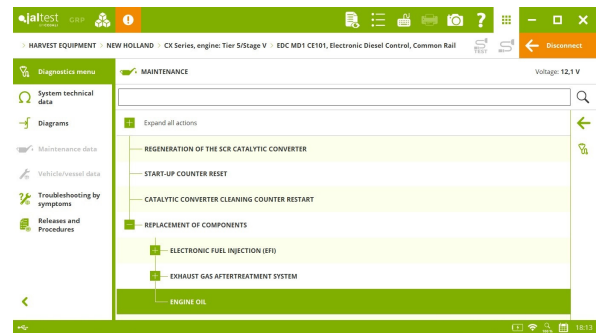 jaltest GRP
HARVEST EQUIPMENT > NEW HOLLAND > CX Series, engine: Tier 5/Stage V > EDC MD1 CE101, Electronic Diesel Control, Common Rail
TEST
Disconnect
Diagnostics menu
MAINTENANCE
Voltage: 12,1 V
System technical
data
Expand all actions
Diagrams
REGENERATION OF THE SCR CATALYTIC CONVERTER
Maintenance data
START-UP COUNTER RESET
Vehicle/vessel data
CATALYTIC CONVERTER CLEANING COUNTER RESTART
Troubleshooting by
symptoms
REPLACEMENT OF COMPONENTS
Releases and
Procedures
ELECTRONIC FUEL INJECTION (EFI)
EXHAUST GAS AFTERTREATMENT SYSTEM
ENGINE OIL
18:13